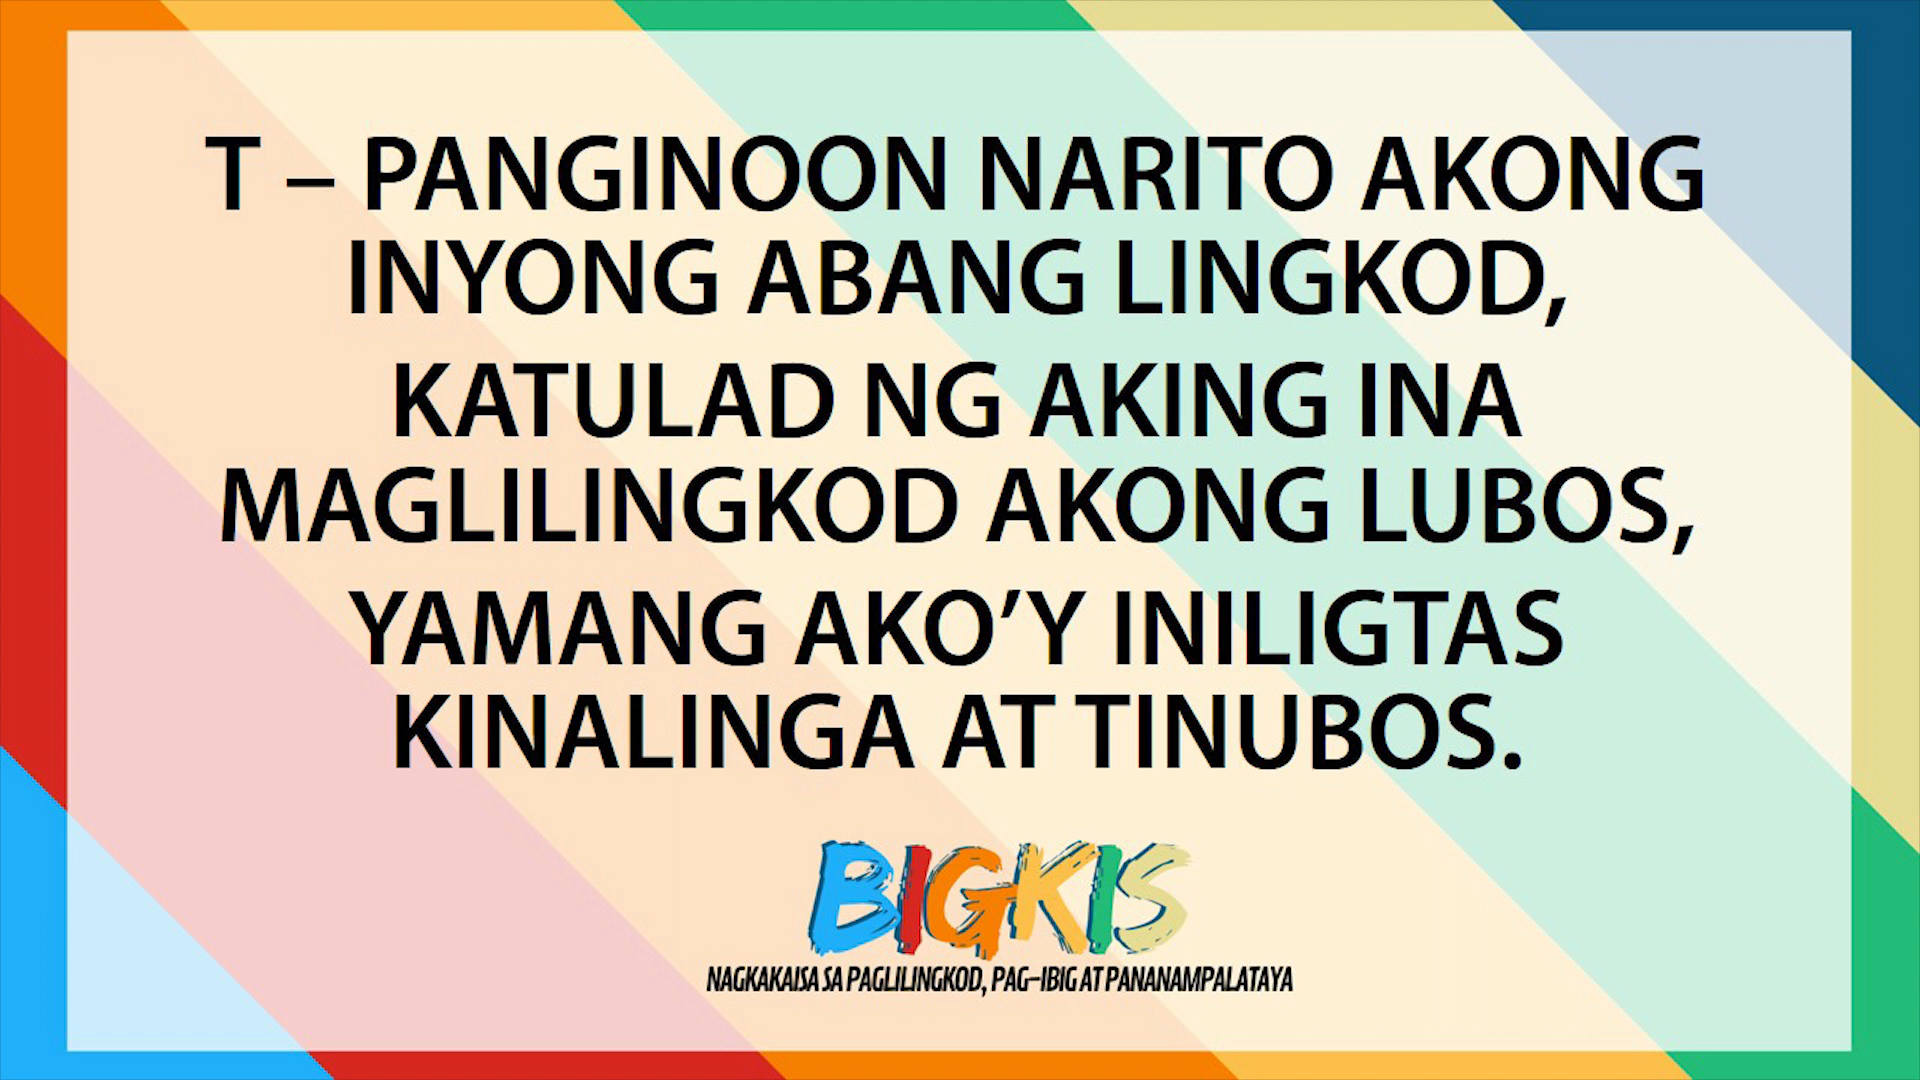 T – PANGINOON NARITO AKONG
INYONG ABANG LINGKOD,
KATULAD NG AKING INA
MAGLILINGKOD AKONG LUBOS,
YAMANG AKO’Y INILIGTAS
KINALINGA AT TINUBOS.
BIGKIS
NAGKAKAISA SA PAGLILINGKOD, PAG-IBIG AT PANANAMPALATAYA